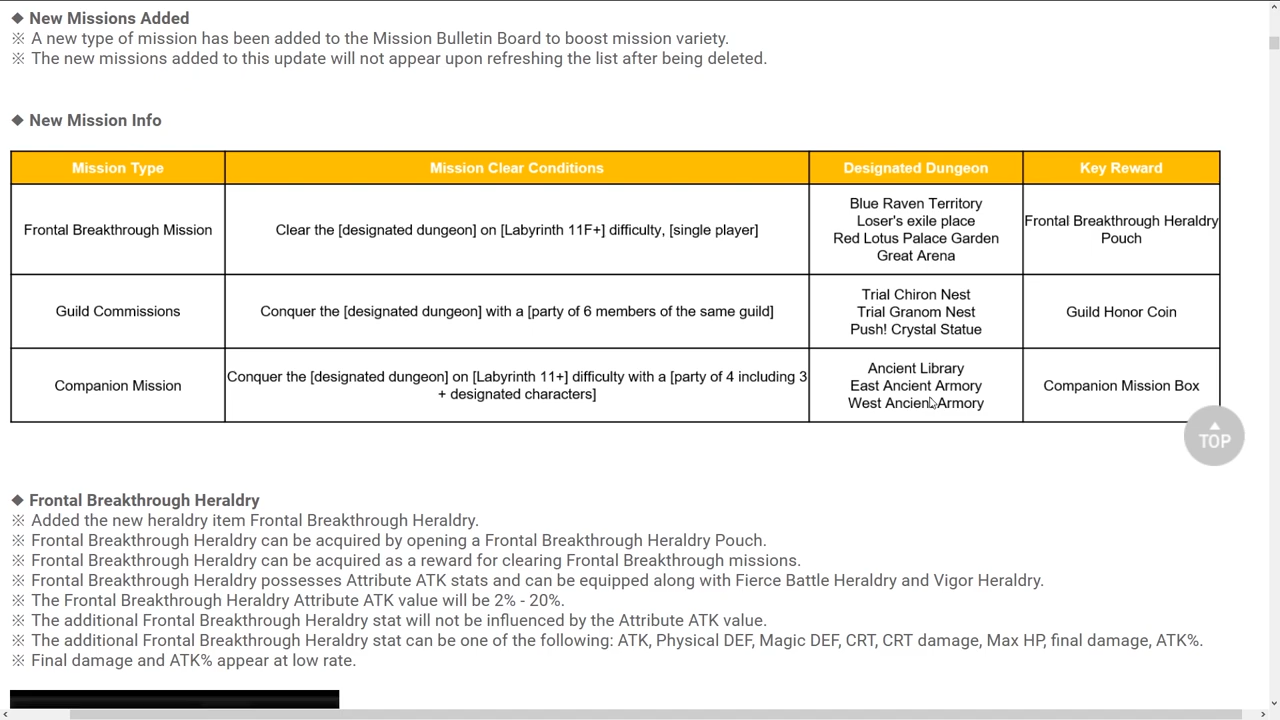 ❖ New Missions Added
※ A new type of mission has been added to the Mission Bulletin Board to boost mission variety.
※ The new missions added to this update will not appear upon refreshing the list after being deleted.
❖ New Mission Info
Mission Type Mission Clear Conditions Designated Dungeon Key Reward
Frontal Breakthrough Mission
Clear the [designated dungeon] on [Labyrinth 11F+] difficulty, [single player]
Blue Raven Territory
Loser's exile place
Red Lotus Palace Garden
Great Arena
Frontal Breakthrough Heraldry
Pouch
Guild Commissions
Conquer the [designated dungeon] with a [party of 6 members of the same guild]
Trial Chiron Nest
Trial Granom Nest
Push! Crystal Statue
Guild Honor Coin
Companion Mission
Conquer the [designated dungeon] on [Labyrinth 11+] difficulty with a [party of 4 including 3
+ designated characters]
Ancient Library
East Ancient Armory
West Ancient Armory
Companion Mission Box
TOP
❖ Frontal Breakthrough Heraldry
※ Added the new heraldry item Frontal Breakthrough Heraldry.
※ Frontal Breakthrough Heraldry can be acquired by opening a Frontal Breakthrough Heraldry Pouch.
※ Frontal Breakthrough Heraldry can be acquired as a reward for clearing Frontal Breakthrough missions.
※ Frontal Breakthrough Heraldry possesses Attribute ATK stats and can be equipped along with Fierce Battle Heraldry and Vigor Heraldry.
※ The Frontal Breakthrough Heraldry Attribute ATK value will be 2% - 20%.
※ The additional Frontal Breakthrough Heraldry stat will not be influenced by the Attribute ATK value.
※ The additional Frontal Breakthrough Heraldry stat can be one of the following: ATK, Physical DEF, Magic DEF, CRT, CRT damage, Max HP, final damage, ATK%.
※ Final damage and ATK% appear at low rate.